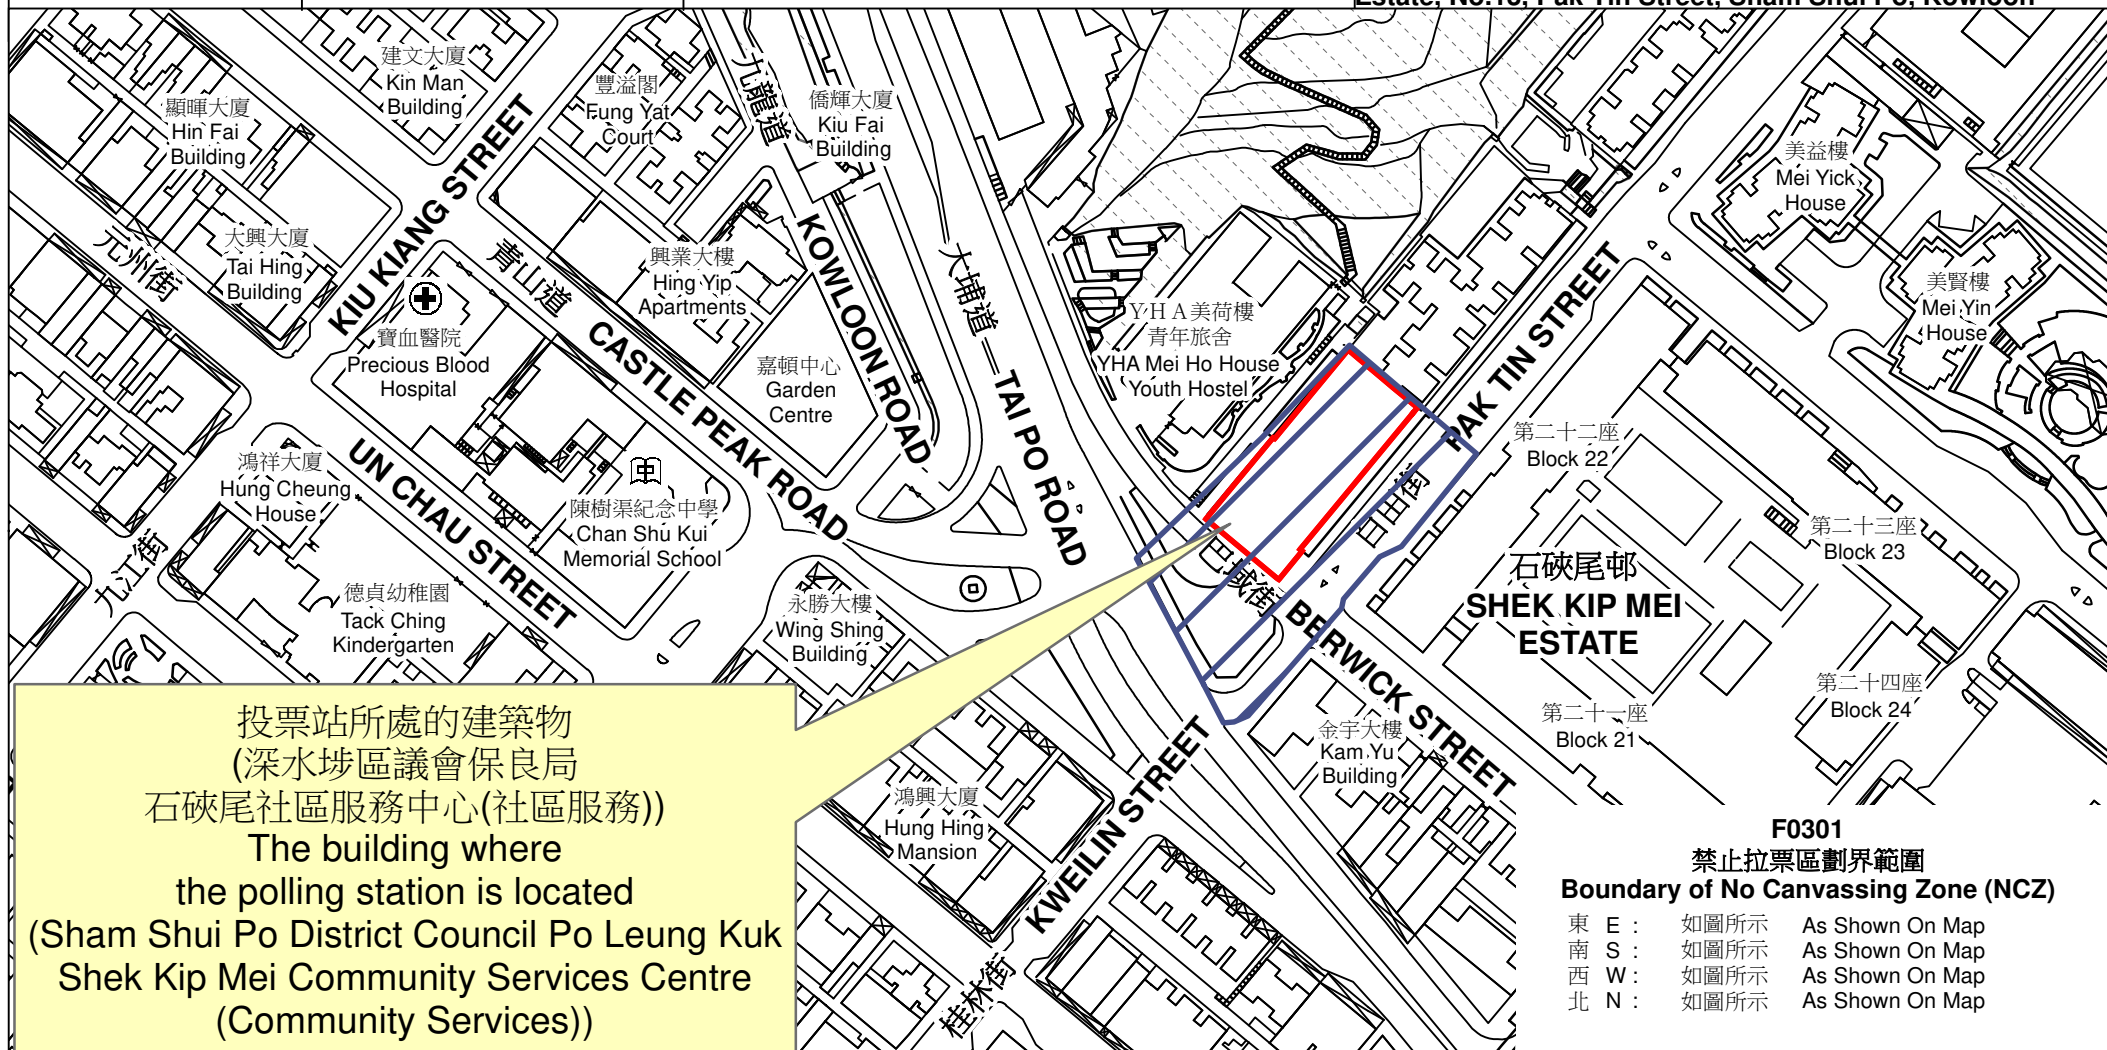 Estate, No.10, Pak Tin Street, Sham Shui Po, Kowloon
建文大廈
Kin Man
Building
顯暉大廈
Hin Fai
Building
豐溢閣
Fung Yat
Court
九龍道
僑輝大廈
Kiu Fai
Building
美益樓
Mei Yick
House
KIU KIANG STREET
元州街
大興大廈
Tai Hing
Building
青山道
興業大樓
Hing Yip
Apartments
KOWLOON ROAD
大埔道
TAI PO ROAD
YHA美荷樓
青年旅舍
YHA Mei Ho House
Youth Hostel
PAK TIN STREET
美賢樓
Mei Yin
House
寶血醫院
Precious Blood
Hospital
CASTLE PEAK ROAD
嘉頓中心
Garden
Centre
第二十二座
Block 22
白田街
鴻祥大廈
Hung Cheung
House
UN CHAU STREET
中
陳樹渠紀念中學
Chan Shu Kui
Memorial School
第二十三座
Block 23
九江街
德貞幼稚園
Tack Ching
Kindergarten
永勝大樓
Wing Shing
Building
巴域街
BERWICK STREET
石硤尾邨
SHEK KIP MEI
ESTATE
第二十四座
Block 24
第二十一座
Block 21
金宇大樓
Kam Yu
Building
KWEILIN STREET
桂林街
鴻興大廈
Hung Hing
Mansion
投票站所處的建築物
(深水埗區議會保良局
石硤尾社區服務中心(社區服務))
The building where
the polling station is located
(Sham Shui Po District Council Po Leung Kuk
Shek Kip Mei Community Services Centre
(Community Services))
F0301
禁止拉票區劃界範圍
Boundary of No Canvassing Zone (NCZ)
東 E : 如圖所示 As Shown On Map
南 S : 如圖所示 As Shown On Map
西 W : 如圖所示 As Shown On Map
北 N : 如圖所示 As Shown On Map